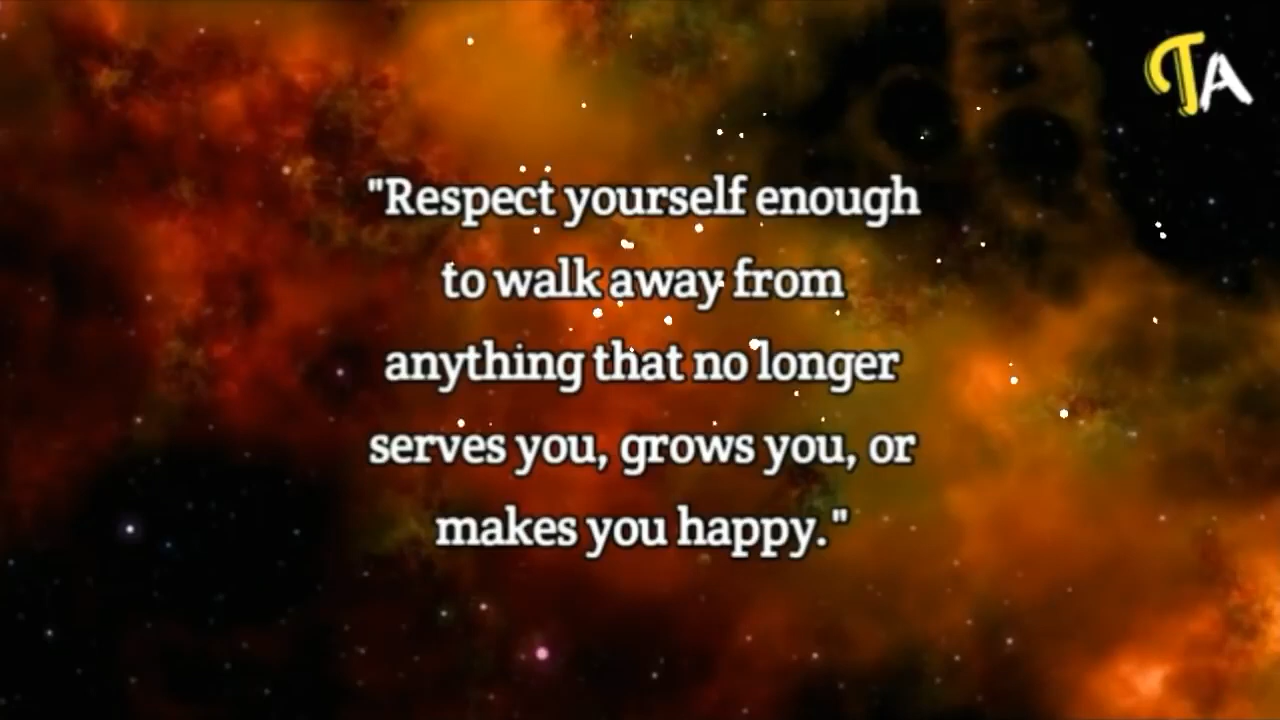 TA
"Respect yourself enough
to walk away from
anything that no longer
serves you, grows you, or
makes you happy."